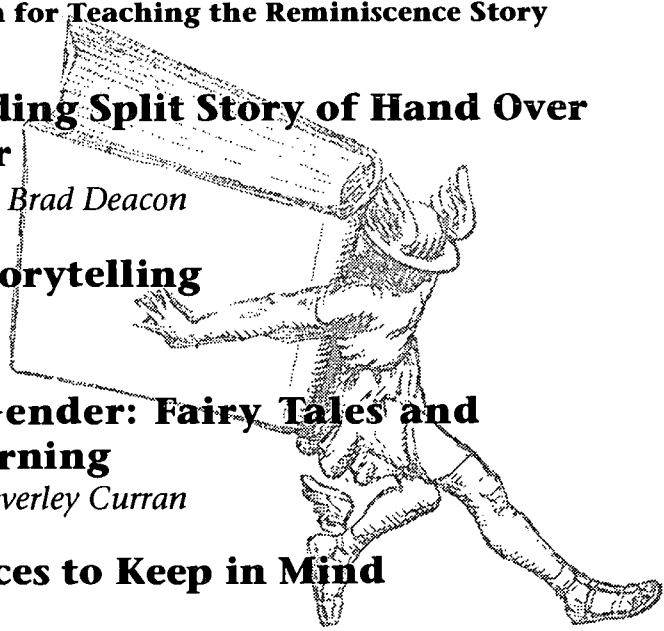 for Teaching the Reminiscence Story
ding Split Story of Hand Over
r
Brad Deacon
orytelling
ender: Fairy Tales and
rning
verley Curran
ces to Keep in Mind